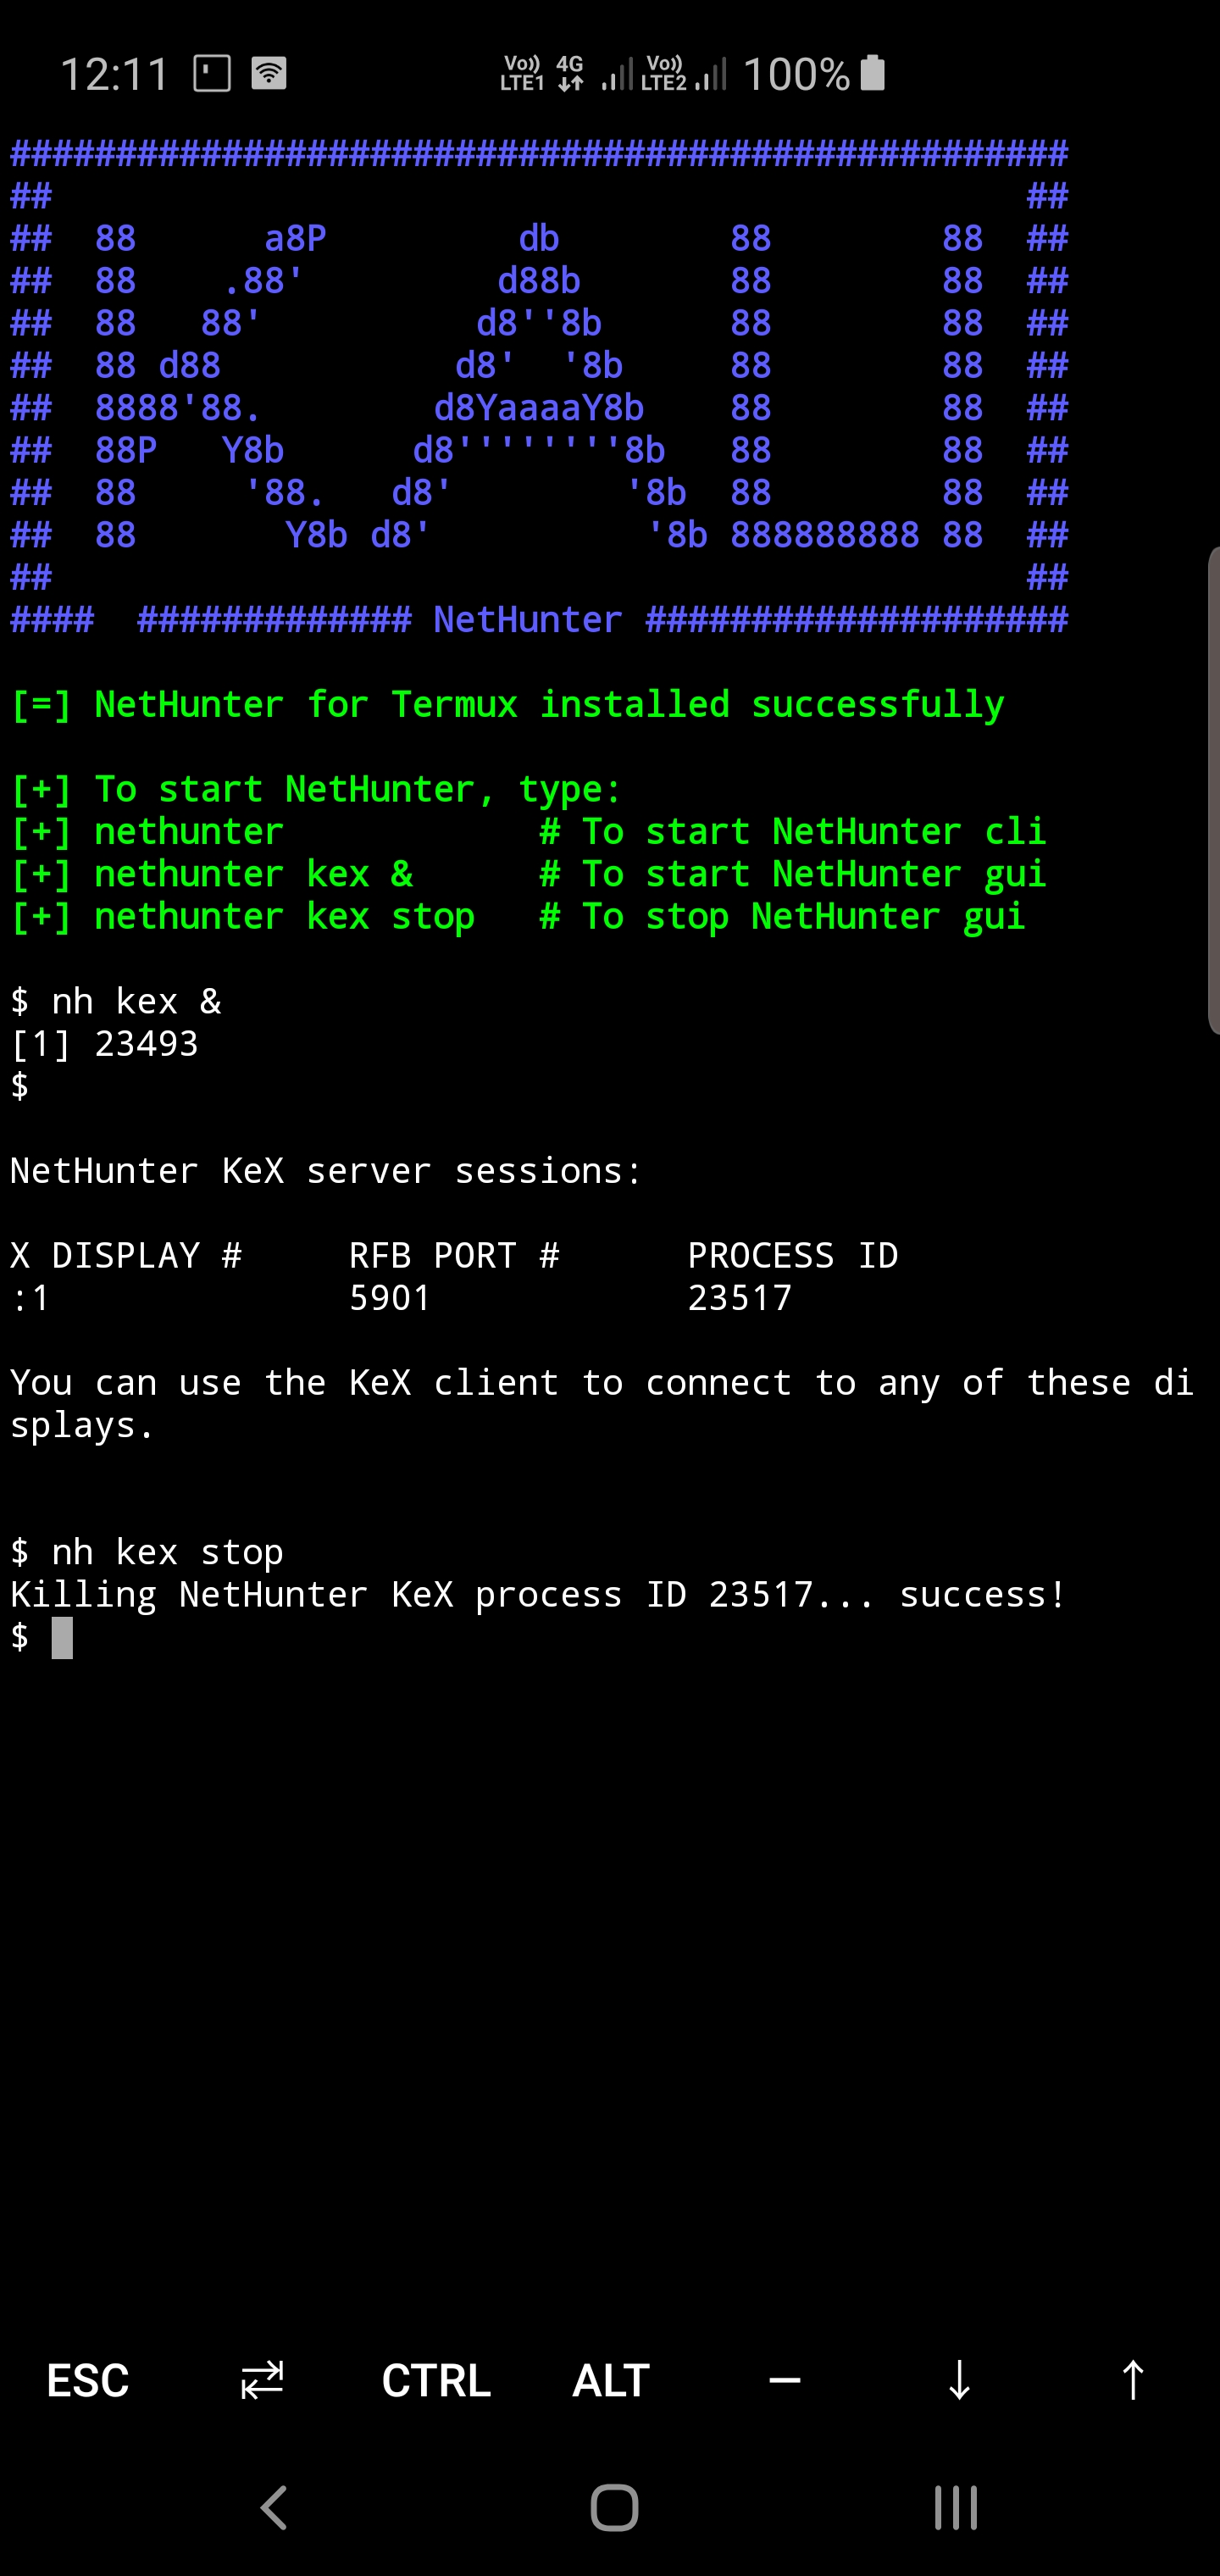 12:11 Vo)) LTE1 4G Vo)) LTE2 100%
##################################################
##                                              ##
##  88      a8P         db        88        88  ##
##  88    .88'         d88b       88        88  ##
##  88   88'          d8''8b      88        88  ##
##  88 d88           d8'  '8b     88        88  ##
##  8888'88.        d8YaaaaY8b    88        88  ##
##  88P   Y8b      d8''''''''8b   88        88  ##
##  88     '88.   d8'        '8b  88        88  ##
##  88       Y8b d8'          '8b 888888888 88  ##
##                                              ##
####  ############# NetHunter ####################
[=] NetHunter for Termux installed successfully
[+] To start NetHunter, type:
[+] nethunter            # To start NetHunter cli
[+] nethunter kex &      # To start NetHunter gui
[+] nethunter kex stop   # To stop NetHunter gui
$ nh kex &
[1] 23493
$
NetHunter KeX server sessions:
X DISPLAY #     RFB PORT #      PROCESS ID
:1              5901            23517
You can use the KeX client to connect to any of these di
splays.
$ nh kex stop
Killing NetHunter KeX process ID 23517... success!
$
ESC ⇄ CTRL ALT — ↓ ↑